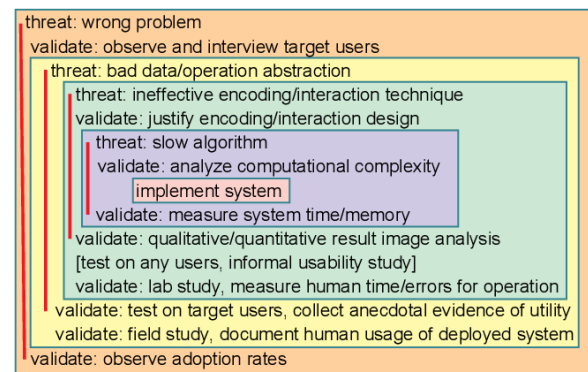 threat: wrong problem
validate: observe and interview target users
threat: bad data/operation abstraction
threat: ineffective encoding/interaction technique
validate: justify encoding/interaction design
threat: slow algorithm
validate: analyze computational complexity
implement system
validate: measure system time/memory
validate: qualitative/quantitative result image analysis
[test on any users, informal usability study]
validate: lab study, measure human time/errors for operation
validate: test on target users, collect anecdotal evidence of utility
validate: field study, document human usage of deployed system
validate: observe adoption rates